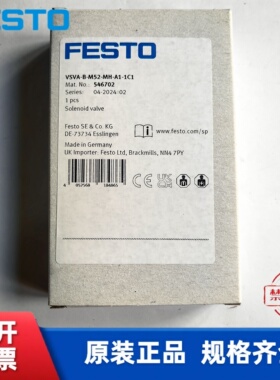 FESTO
FESTO
VSVA-B-M52-MH-A1-1C1
Mat. No.: 546702
Series: 04-2024-02
1 pcs
Solenoid valve
Festo SE & Co. KG
DE-73734 Esslingen
www.festo.com/sp
Made in Germany
UK Importer: Festo Ltd, Brackmills, NN4 7PY
原装正品 规格齐全